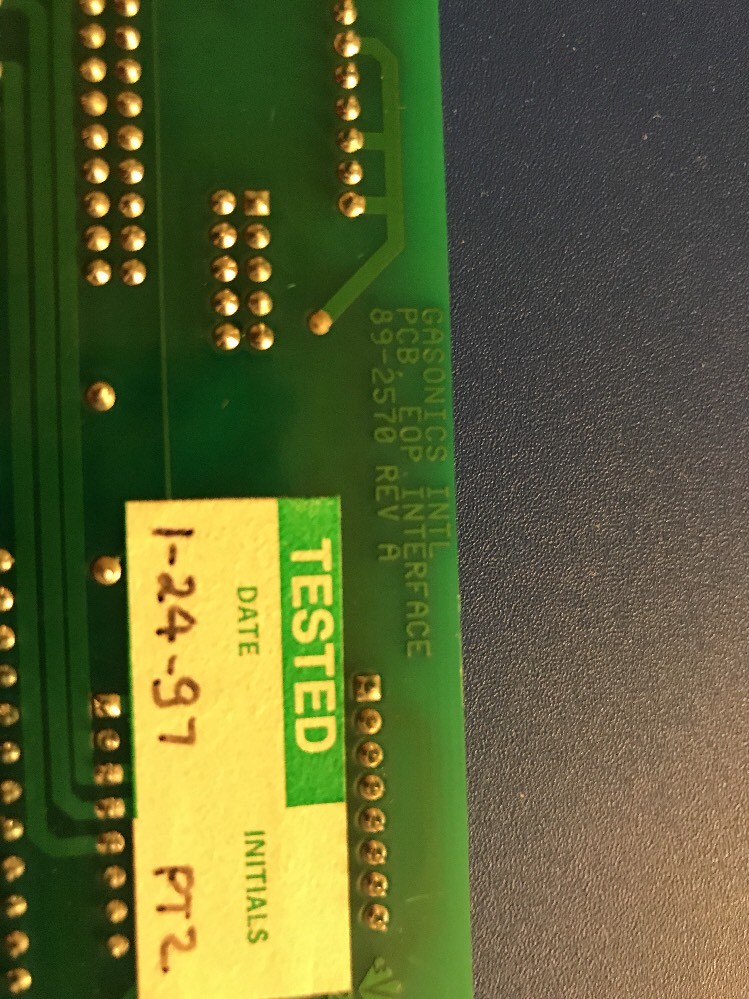 GASONICS INTL
PCB, EOP INTERFACE
89-2570 REV A
TESTED
DATE INITIALS
1-24-97 PT2